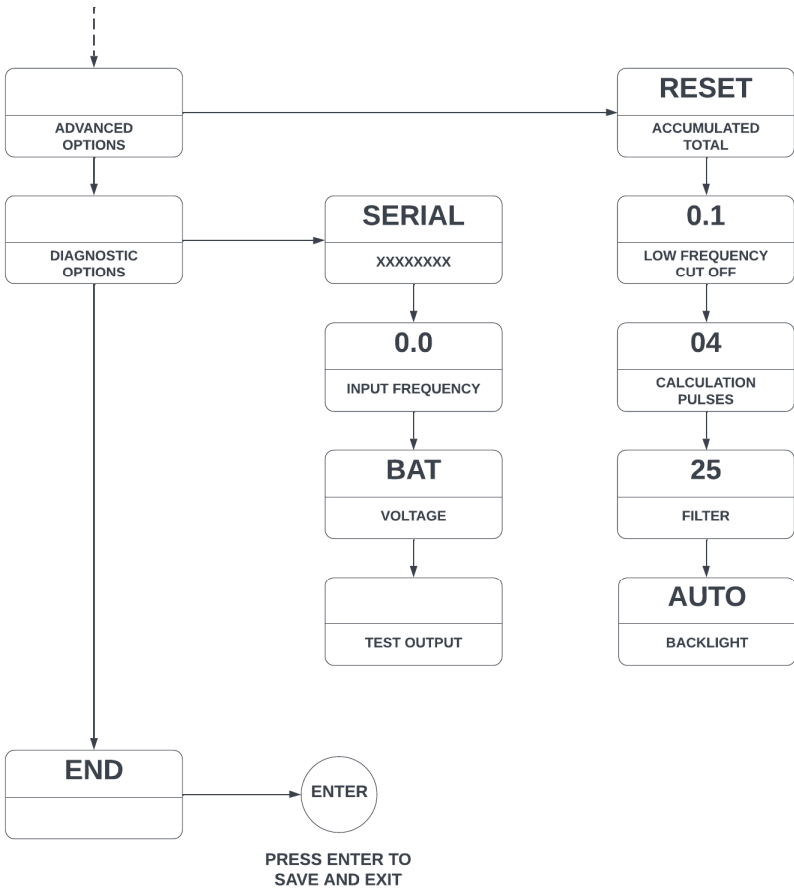 ADVANCED
OPTIONS
RESET
ACCUMULATED
TOTAL
DIAGNOSTIC
OPTIONS
SERIAL
XXXXXXXX
0.1
LOW FREQUENCY
CUT OFF
0.0
INPUT FREQUENCY
04
CALCULATION
PULSES
BAT
VOLTAGE
25
FILTER
TEST OUTPUT
AUTO
BACKLIGHT
END
ENTER
PRESS ENTER TO
SAVE AND EXIT